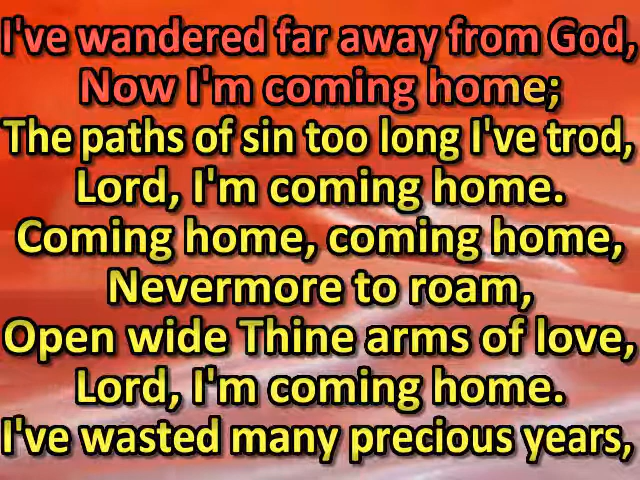 I've wandered far away from God,
Now I'm coming home;
The paths of sin too long I've trod,
Lord, I'm coming home.
Coming home, coming home,
Nevermore to roam,
Open wide Thine arms of love,
Lord, I'm coming home.
I've wasted many precious years,